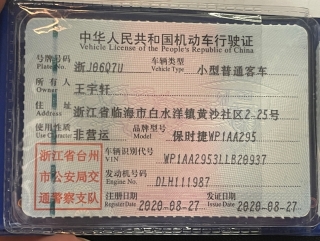 中华人民共和国机动车行驶证
Vehicle License of the People's Republic of China
号牌号码 浙J06Q7U 车辆类型 小型普通客车
Plate No. Vehicle Type
所有人 王宇轩
Owner
住址 浙江省临海市白水洋镇黄沙社区2-25号
Address
使用性质 非营运 品牌型号 保时捷WP1AA295
Use Character Model
浙江省台州 车辆识别代号 WP1AA2953LLB20937
VIN
市公安局交 发动机号码 DLH111987
Engine No.
通警察支队 注册日期 2020-08-27 发证日期 2020-08-27
Register Date Issue Date